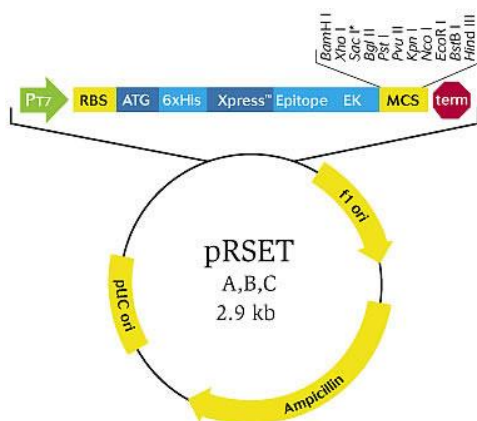 BamH I
Xho I
Sac I*
Bgl II
Pst I
Pvu II
Kpn I
Nco I
EcoR I
BstB I
Hind III
PT7 RBS ATG 6xHis Xpress™ Epitope EK MCS term
f1 ori
pRSET
A,B,C
2.9 kb
pUC ori
Ampicillin